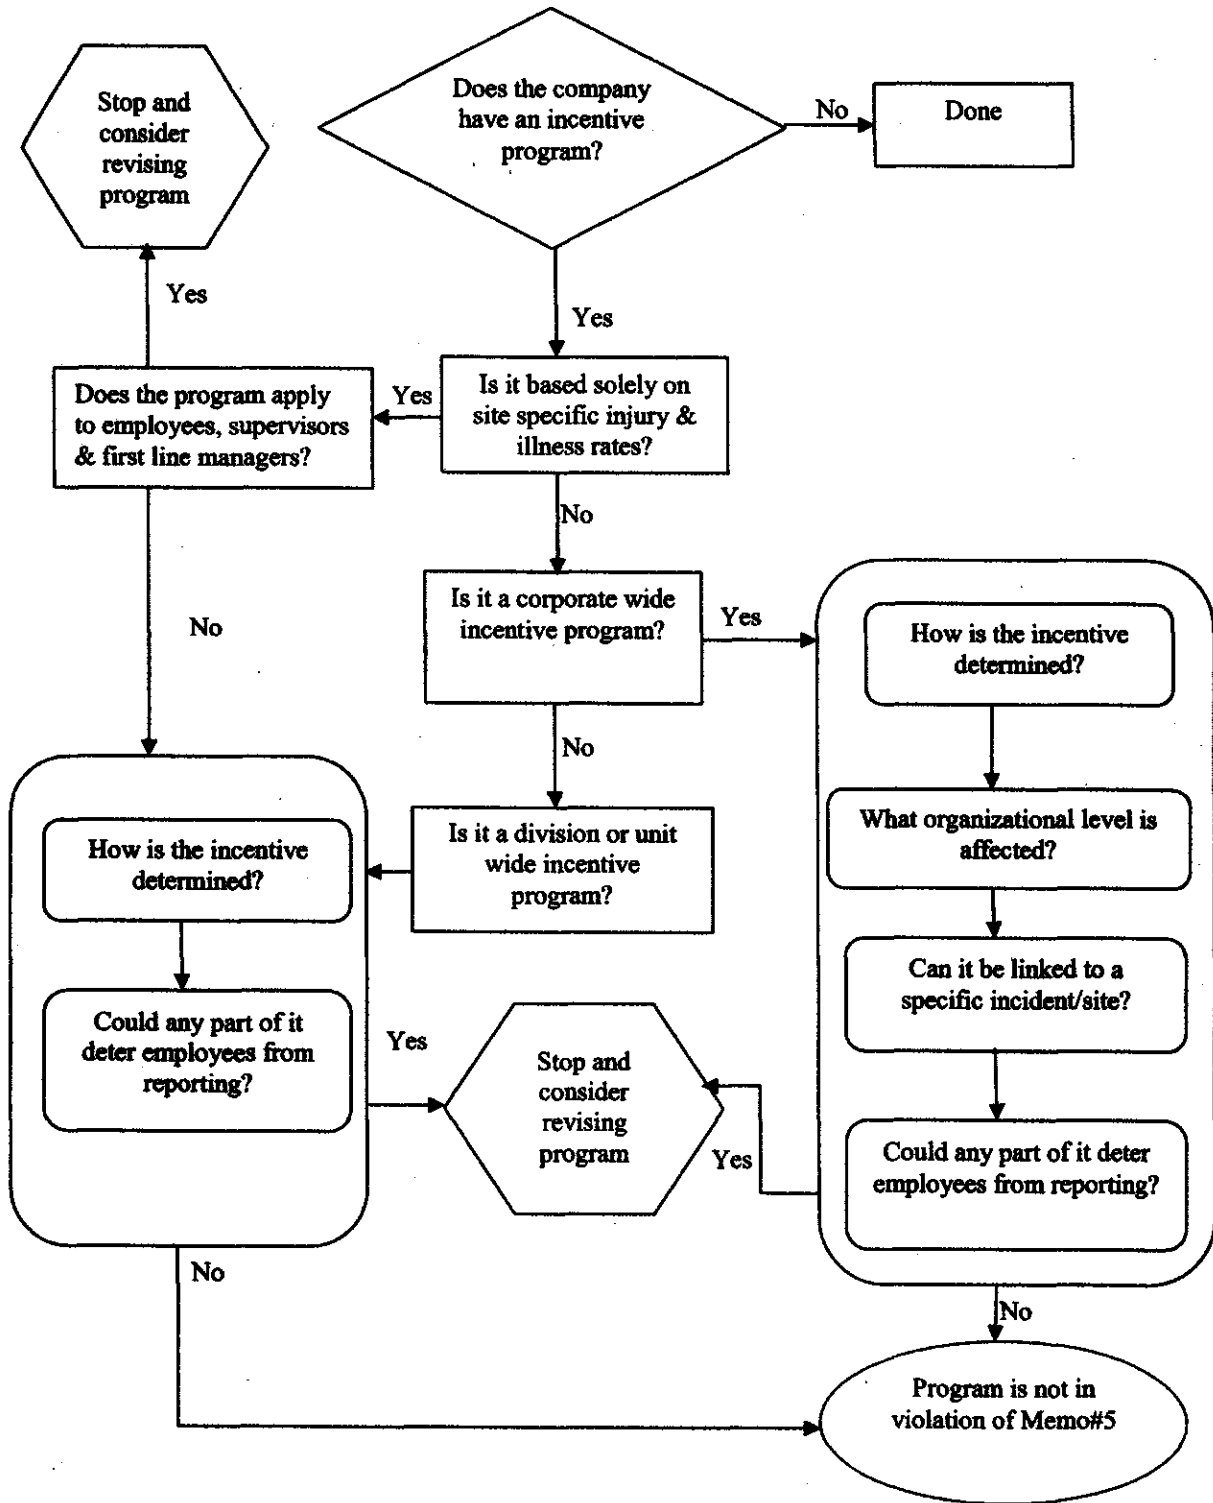 Stop and
consider
revising
program
Does the company
have an incentive
program?
No
Done
Yes
Yes
Does the program apply
to employees, supervisors
& first line managers?
Yes
Is it based solely on
site specific injury &
illness rates?
No
No
Is it a corporate wide
incentive program?
Yes
How is the incentive
determined?
No
What organizational level is
affected?
Is it a division or unit
wide incentive
program?
How is the incentive
determined?
Can it be linked to a
specific incident/site?
Could any part of it
deter employees from
reporting?
Yes
Stop and
consider
revising
program
Yes
Could any part of it deter
employees from reporting?
No
No
Program is not in
violation of Memo#5